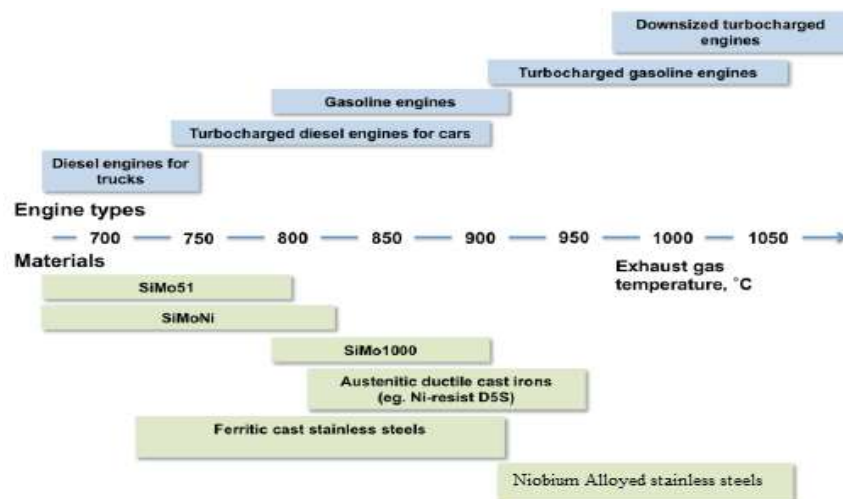 Downsized turbocharged
engines
Turbocharged gasoline engines
Gasoline engines
Turbocharged diesel engines for cars
Diesel engines for
trucks
Engine types
700 750 800 850 900 950 1000 1050
Materials
Exhaust gas
temperature, ˚C
SiMo51
SiMoNi
SiMo1000
Austenitic ductile cast irons
(eg. Ni-resist D5S)
Ferritic cast stainless steels
Niobium Alloyed stainless steels